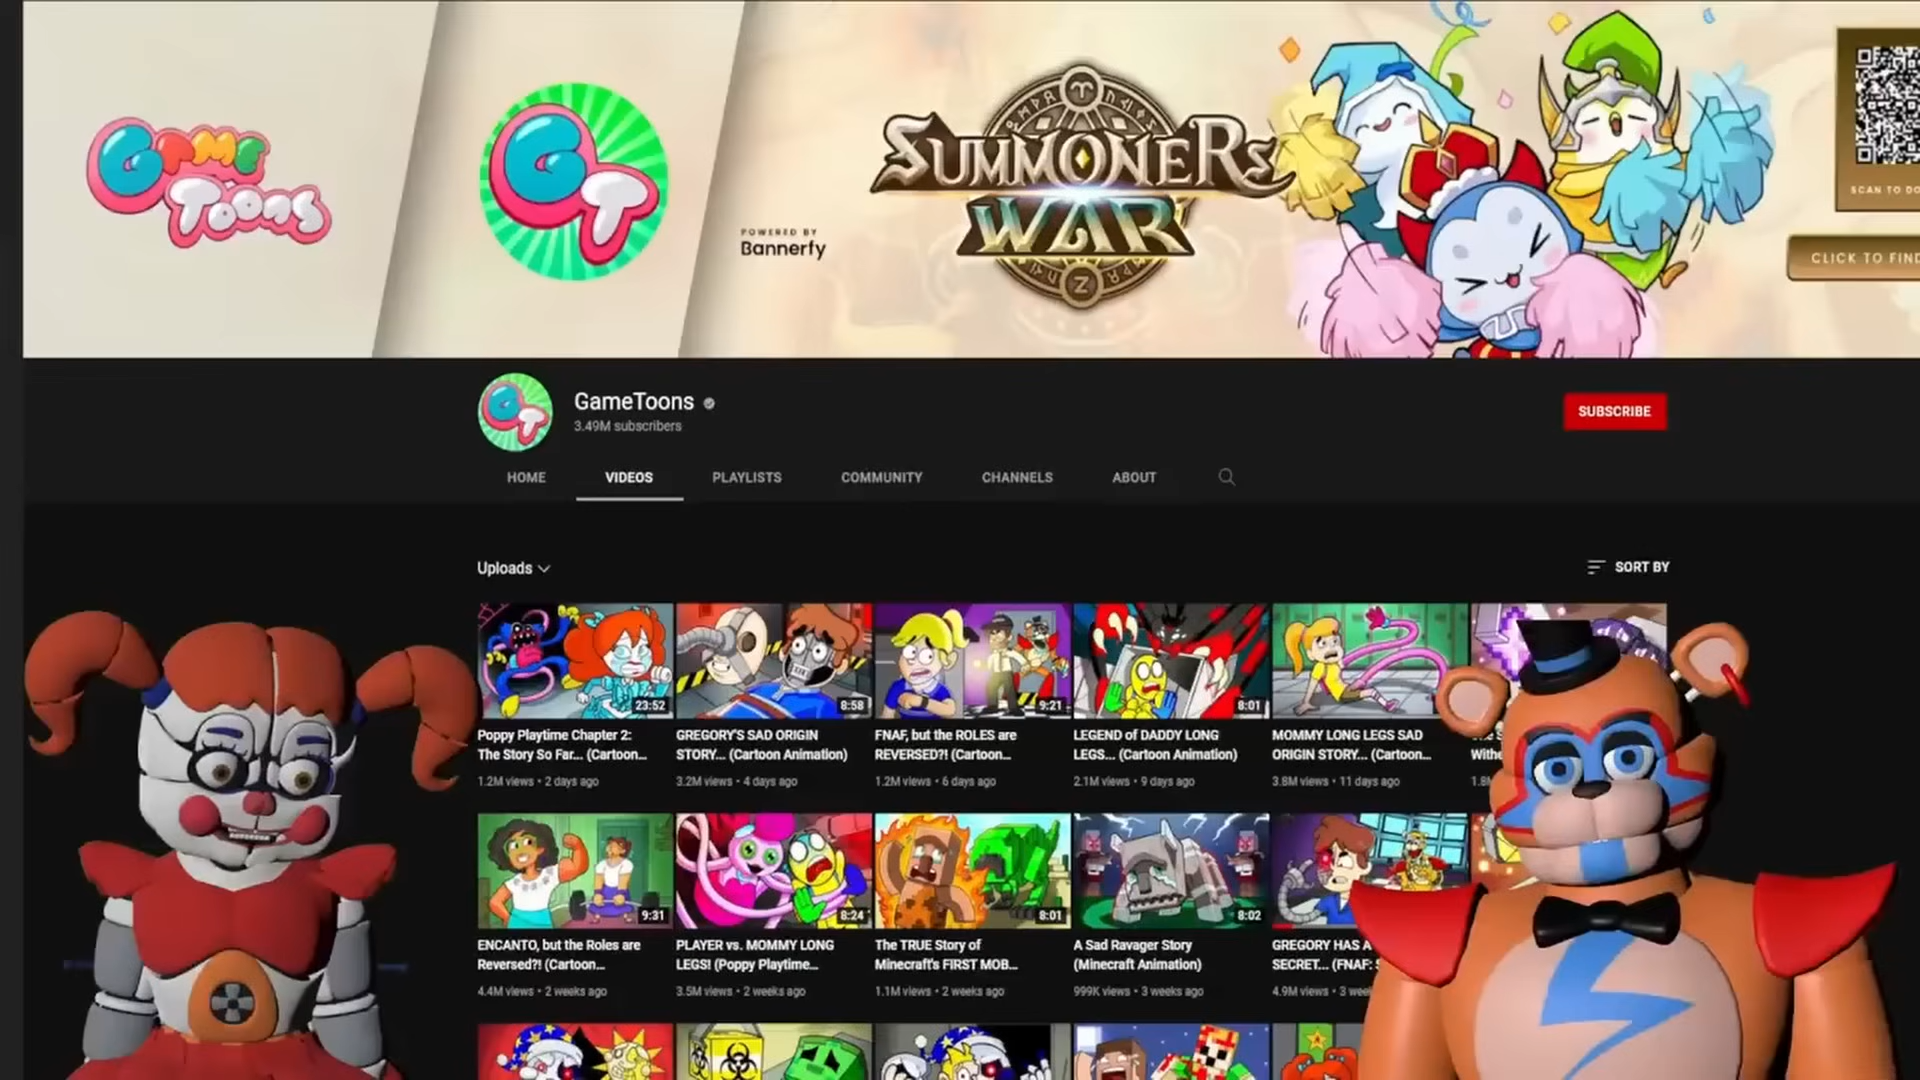 GAME
TOONS
GT
POWERED BY
Bannerfy
SUMMONERS
WAR
SCAN TO DO
CLICK TO FIND
GT
GameToons
3.49M subscribers
SUBSCRIBE
HOME
VIDEOS
PLAYLISTS
COMMUNITY
CHANNELS
ABOUT
Uploads
SORT BY
23:52
8:58
9:21
8:01
Poppy Playtime Chapter 2:
The Story So Far... (Cartoon...
1.2M views • 2 days ago
GREGORY'S SAD ORIGIN
STORY... (Cartoon Animation)
3.2M views • 4 days ago
FNAF, but the ROLES are
REVERSED?! (Cartoon...
1.2M views • 6 days ago
LEGEND of DADDY LONG
LEGS... (Cartoon Animation)
2.1M views • 9 days ago
MOMMY LONG LEGS SAD
ORIGIN STORY... (Cartoon...
3.8M views • 11 days ago
9:31
8:24
8:01
8:02
ENCANTO, but the Roles are
Reversed?! (Cartoon...
4.4M views • 2 weeks ago
PLAYER vs. MOMMY LONG
LEGS! (Poppy Playtime...
3.5M views • 2 weeks ago
The TRUE Story of
Minecraft's FIRST MOB...
1.1M views • 2 weeks ago
A Sad Ravager Story
(Minecraft Animation)
999K views • 3 weeks ago
GREGORY HAS A
SECRET... (FNAF:
4.9M views • 3 wee